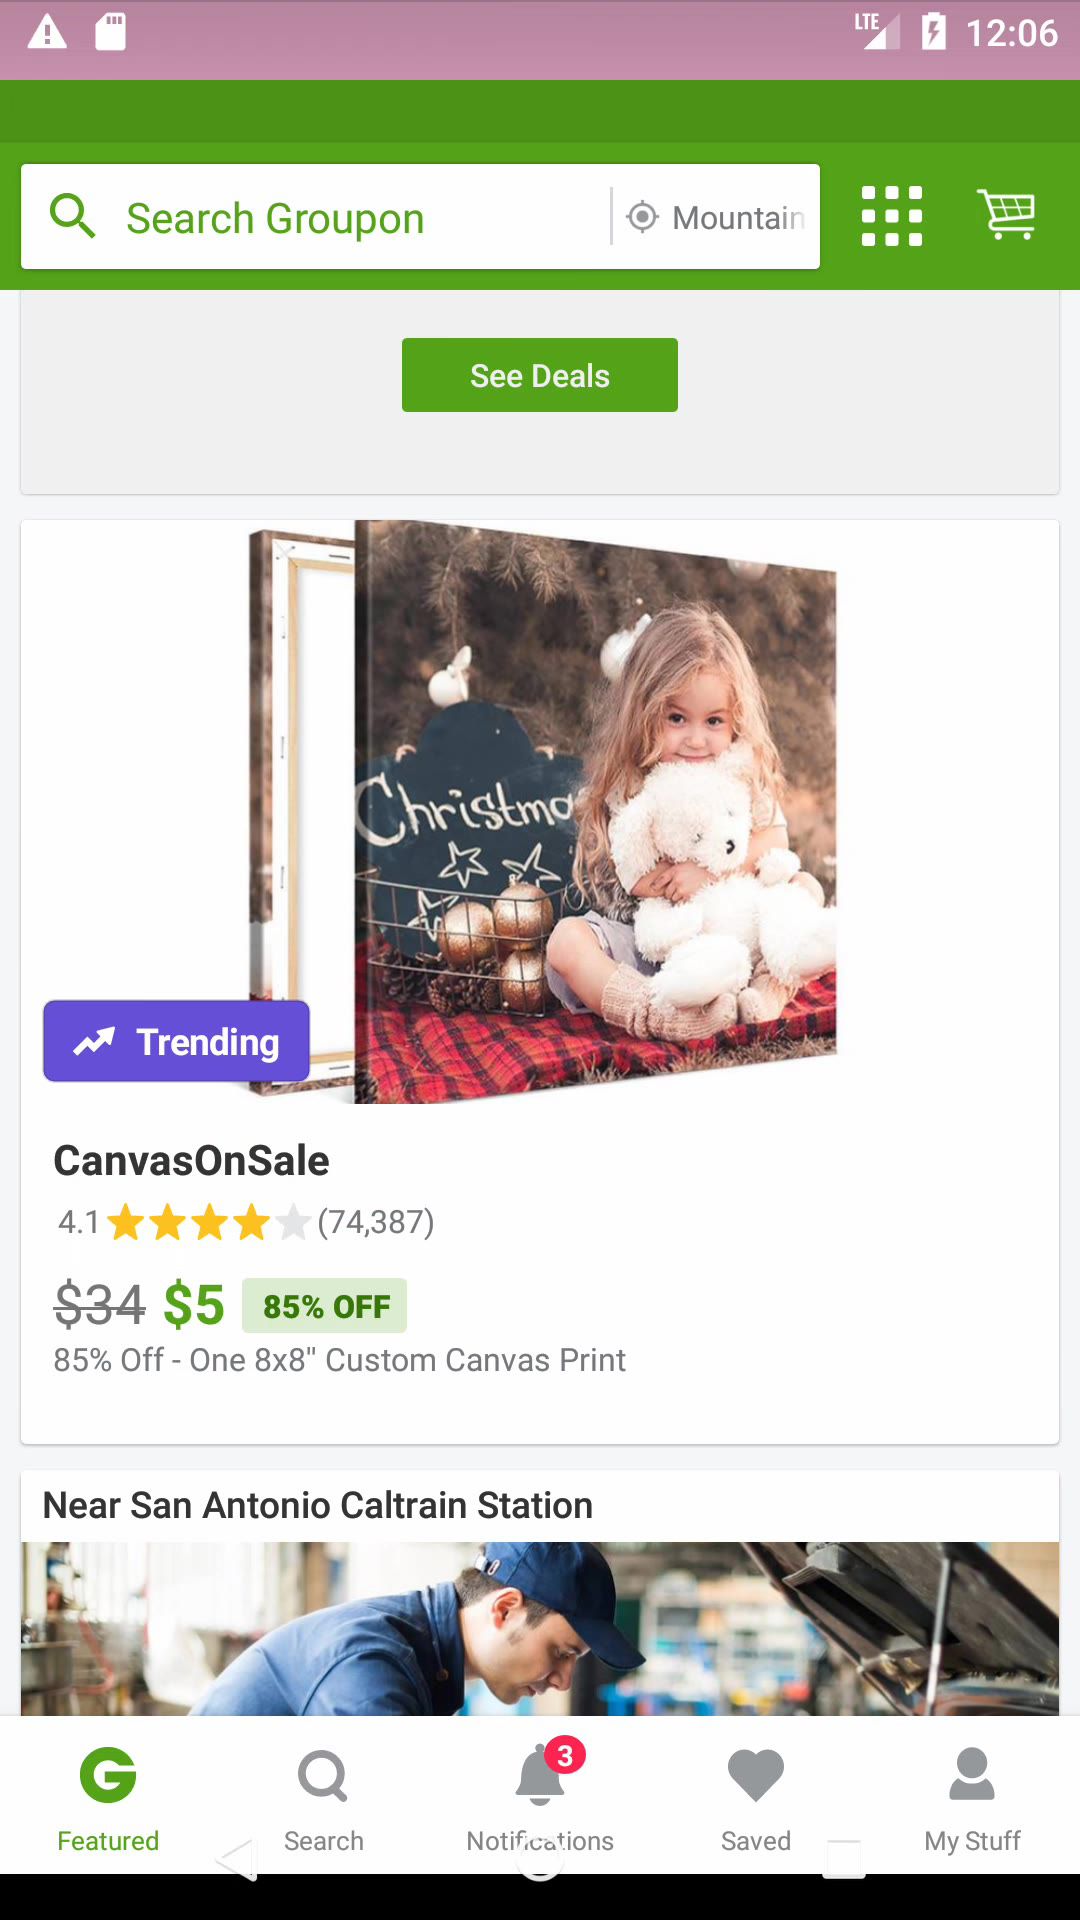 LTE 12:06
Search Groupon Mountain
See Deals
Christma
Trending
CanvasOnSale
4.1 (74,387)
$34 $5 85% OFF
85% Off - One 8x8" Custom Canvas Print
Near San Antonio Caltrain Station
3
Featured Search Notifications Saved My Stuff